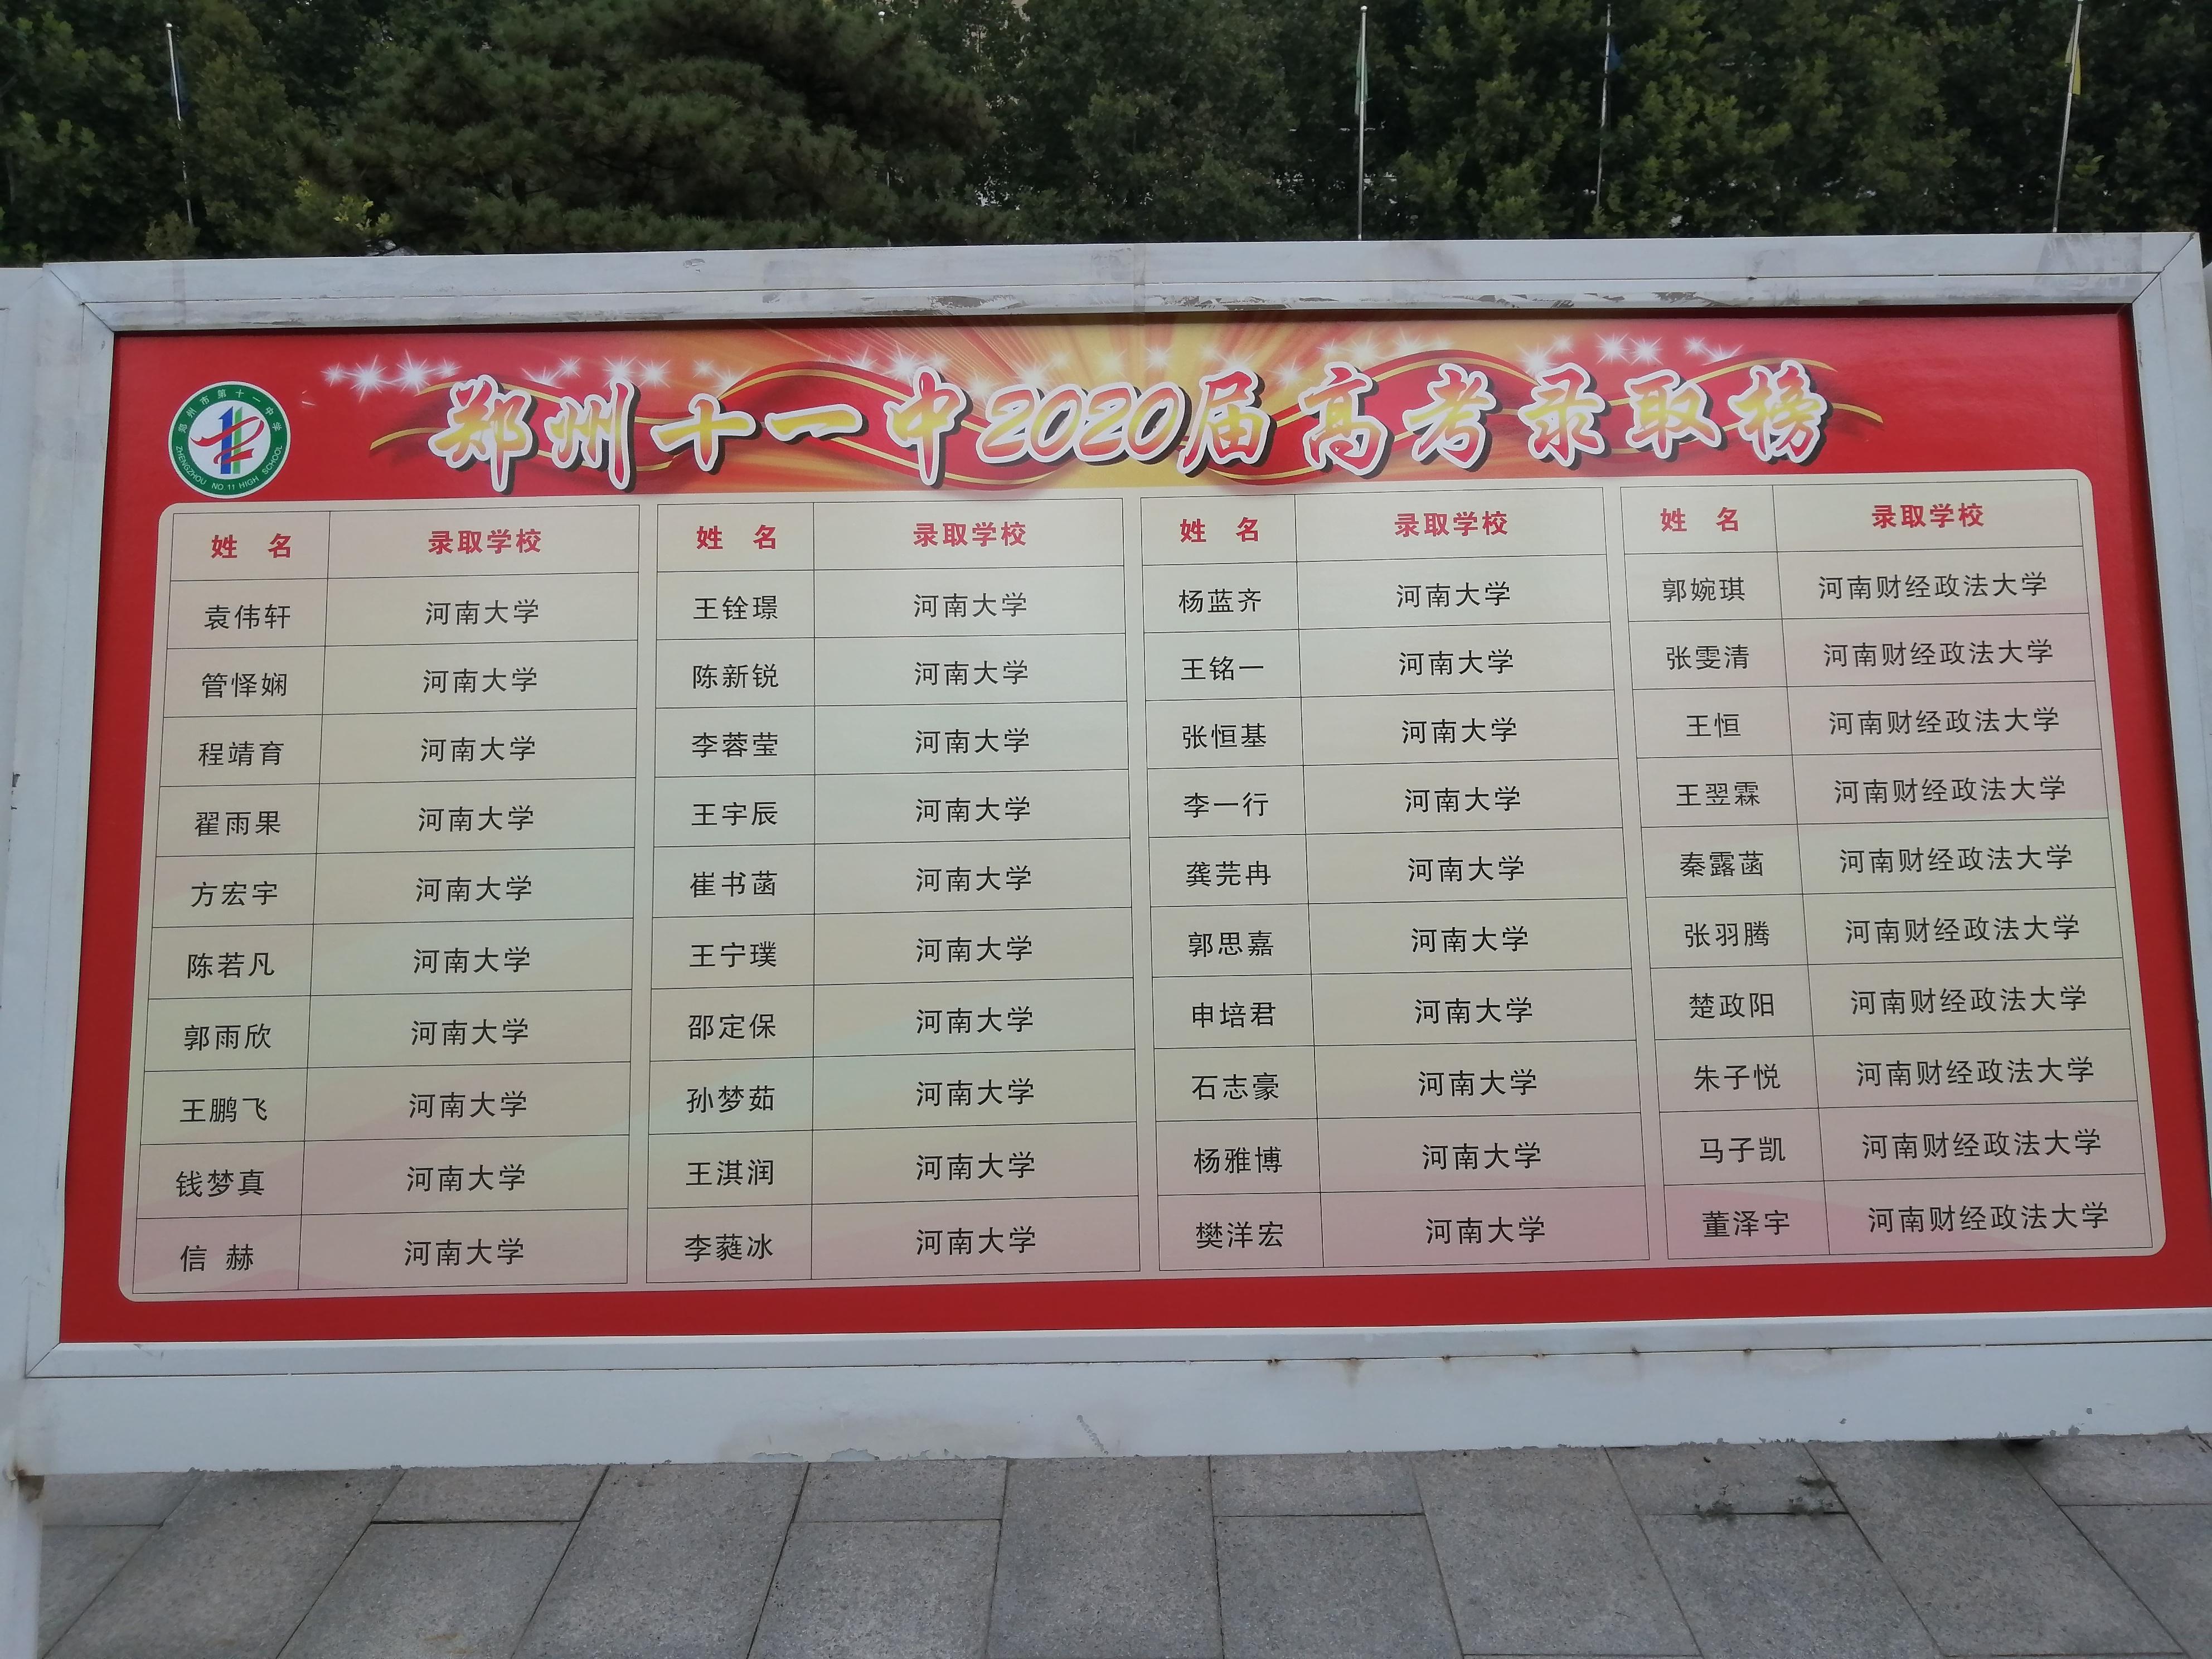 郑州十一中2020届高考录取榜
郑州市第十一中学
ZHENGZHOU NO.11 HIGH SCHOOL
姓 名 录取学校 姓 名 录取学校 姓 名 录取学校 姓 名 录取学校
袁伟轩 河南大学 王铨璟 河南大学 杨蓝齐 河南大学 郭婉琪 河南财经政法大学
管怿娴 河南大学 陈新锐 河南大学 王铭一 河南大学 张雯清 河南财经政法大学
程靖育 河南大学 李蓉莹 河南大学 张恒基 河南大学 王恒 河南财经政法大学
翟雨果 河南大学 王宇辰 河南大学 李一行 河南大学 王翌霖 河南财经政法大学
方宏宇 河南大学 崔书菡 河南大学 龚芫冉 河南大学 秦露菡 河南财经政法大学
陈若凡 河南大学 王宁璞 河南大学 郭思嘉 河南大学 张羽腾 河南财经政法大学
郭雨欣 河南大学 邵定保 河南大学 申培君 河南大学 楚政阳 河南财经政法大学
王鹏飞 河南大学 孙梦茹 河南大学 石志豪 河南大学 朱子悦 河南财经政法大学
钱梦真 河南大学 王淇润 河南大学 杨雅博 河南大学 马子凯 河南财经政法大学
信 赫 河南大学 李蕤冰 河南大学 樊洋宏 河南大学 董泽宇 河南财经政法大学